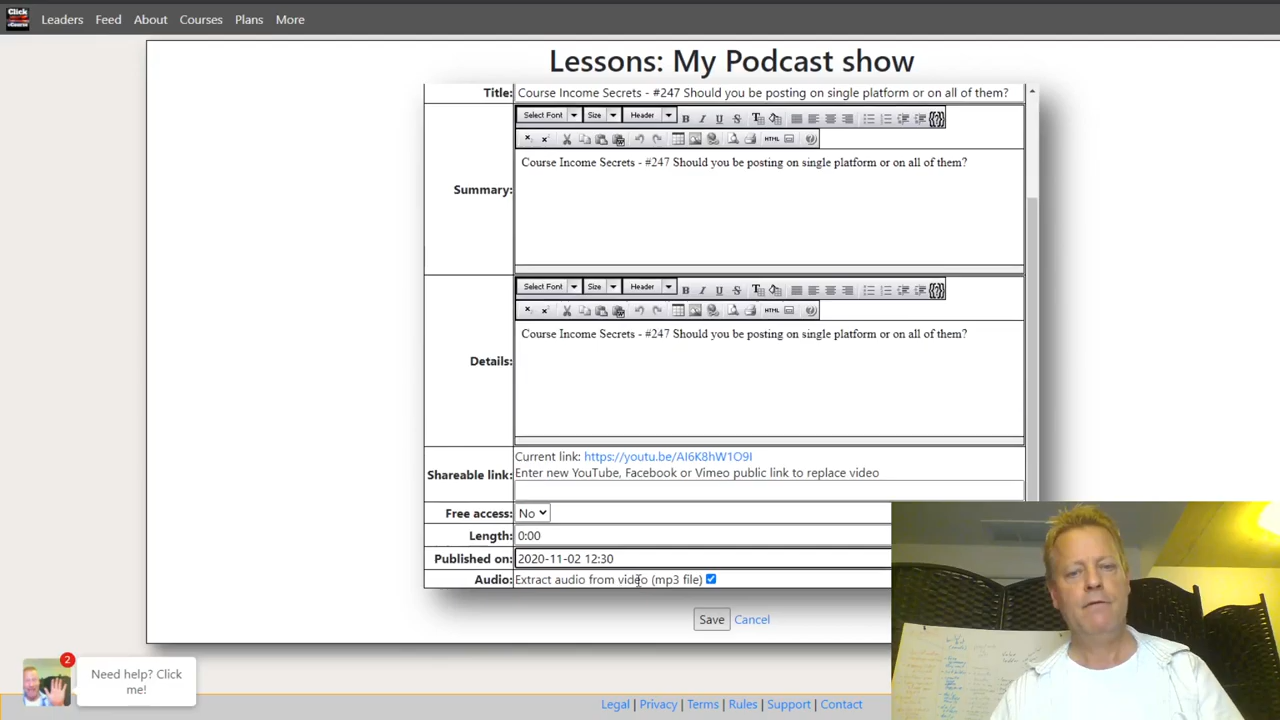 Click
eCourse
Leaders Feed About Courses Plans More
Lessons: My Podcast show
Title: Course Income Secrets - #247 Should you be posting on single platform or on all of them?
Select Font Size Header B I U S
HTML
Summary: Course Income Secrets - #247 Should you be posting on single platform or on all of them?
Select Font Size Header B I U S
HTML
Details: Course Income Secrets - #247 Should you be posting on single platform or on all of them?
Shareable link: Current link: https://youtu.be/AI6K8hW1O9I
Enter new YouTube, Facebook or Vimeo public link to replace video
Free access: No
Length: 0:00
Published on: 2020-11-02 12:30
Audio: Extract audio from video (mp3 file)
Save Cancel
2
Need help? Click
me!
Legal | Privacy | Terms | Rules | Support | Contact